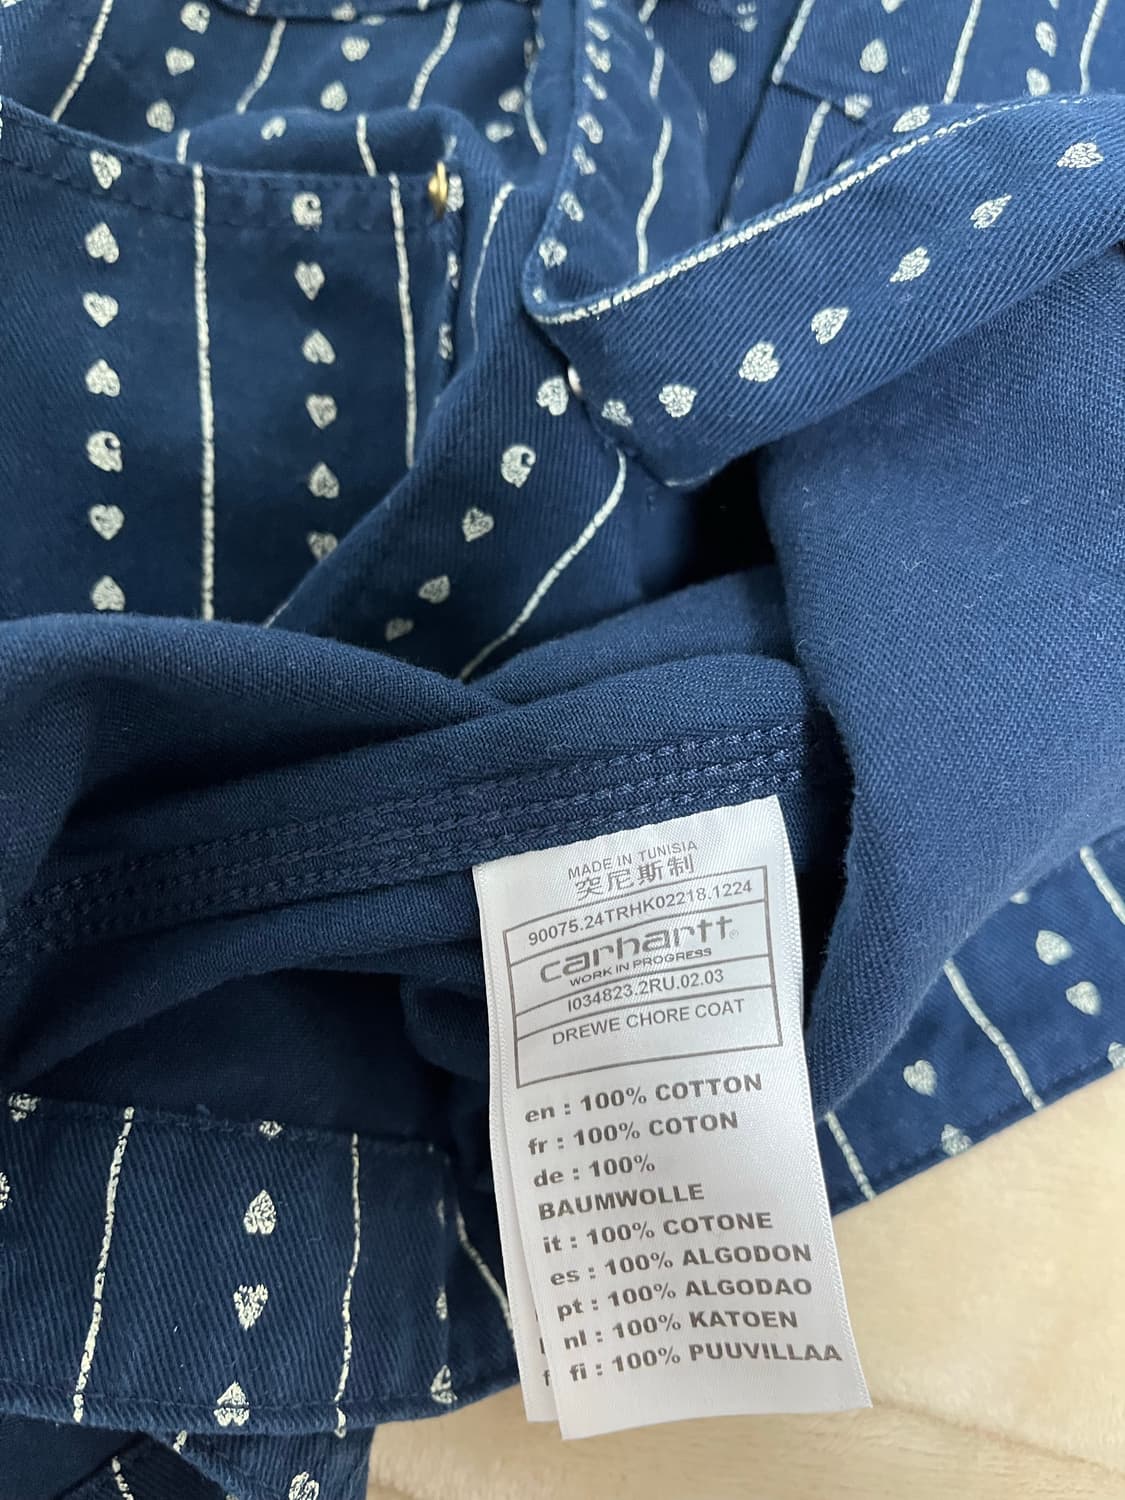 MADE IN TUNISIA
突尼斯制
90075.24TRHK02218.1224
carhartt®
WORK IN PROGRESS
I034823.2RU.02.03
DREWE CHORE COAT
en : 100% COTTON
fr : 100% COTON
de : 100%
BAUMWOLLE
it : 100% COTONE
es : 100% ALGODON
pt : 100% ALGODAO
nl : 100% KATOEN
fi : 100% PUUVILLAA